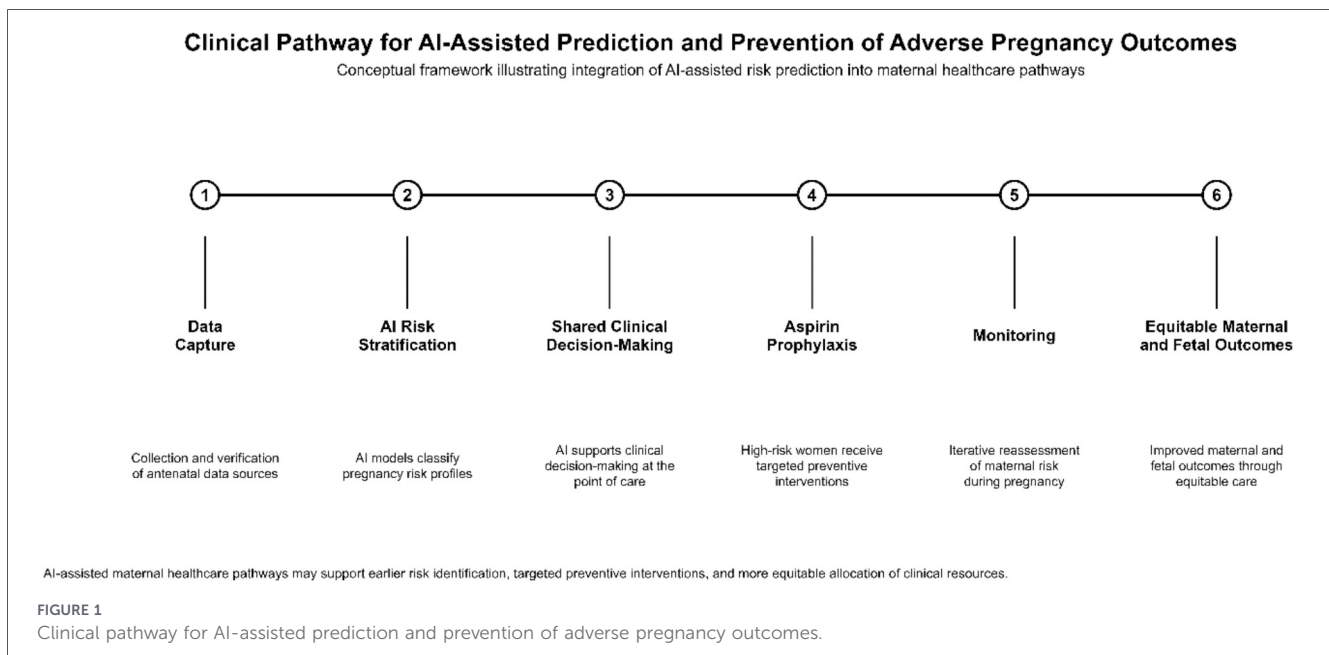 Clinical Pathway for AI-Assisted Prediction and Prevention of Adverse Pregnancy Outcomes
Conceptual framework illustrating integration of AI-assisted risk prediction into maternal healthcare pathways
1
2
3
4
5
6
Data
Capture
AI Risk
Stratification
Shared Clinical
Decision-Making
Aspirin
Prophylaxis
Monitoring
Equitable Maternal
and Fetal Outcomes
Collection and verification
of antenatal data sources
AI models classify
pregnancy risk profiles
AI supports clinical
decision-making at the
point of care
High-risk women receive
targeted preventive
interventions
Iterative reassessment
of maternal risk
during pregnancy
Improved maternal and
fetal outcomes through
equitable care
AI-assisted maternal healthcare pathways may support earlier risk identification, targeted preventive interventions, and more equitable allocation of clinical resources.
FIGURE 1
Clinical pathway for AI-assisted prediction and prevention of adverse pregnancy outcomes.